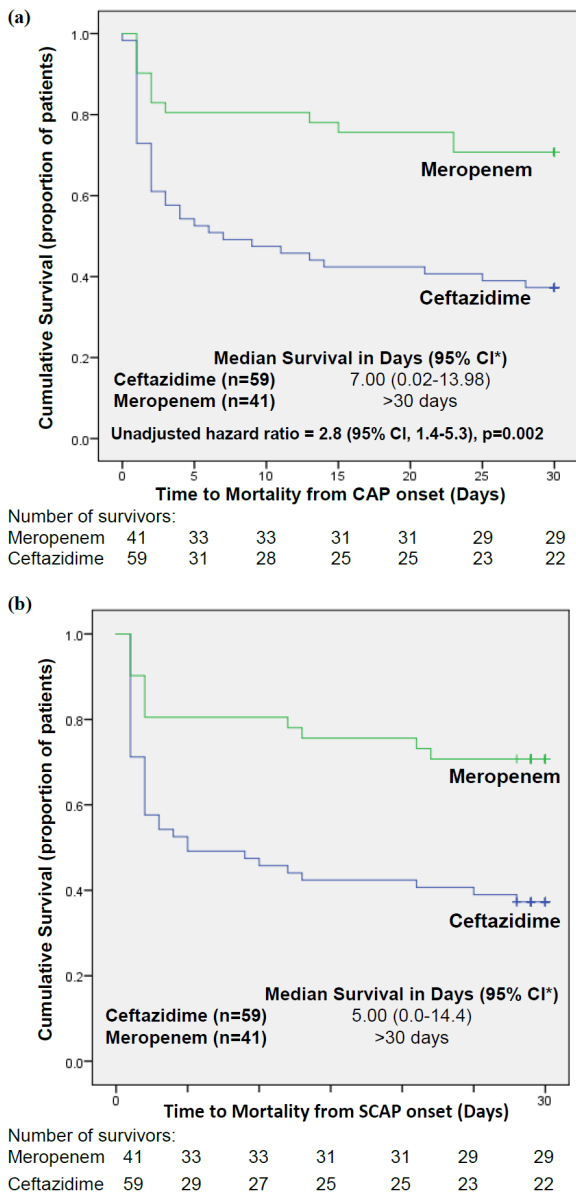 (a)
1.0
0.8
0.6
0.4
0.2
0.0
Cumulative Survival (proportion of patients)
Meropenem
Ceftazidime
Median Survival in Days (95% CI*)
Ceftazidime (n=59) 7.00 (0.02-13.98)
Meropenem (n=41) >30 days
Unadjusted hazard ratio = 2.8 (95% CI, 1.4-5.3), p=0.002
0 5 10 15 20 25 30
Time to Mortality from CAP onset (Days)
Number of survivors:
Meropenem 41 33 33 31 31 29 29
Ceftazidime 59 31 28 25 25 23 22
(b)
1.0
0.8
0.6
0.4
0.2
0.0
Cumulative Survival (proportion of patients)
Meropenem
Ceftazidime
Median Survival in Days (95% CI*)
Ceftazidime (n=59) 5.00 (0.0-14.4)
Meropenem (n=41) >30 days
0 30
Time to Mortality from SCAP onset (Days)
Number of survivors:
Meropenem 41 33 33 31 31 29 29
Ceftazidime 59 29 27 25 25 23 22